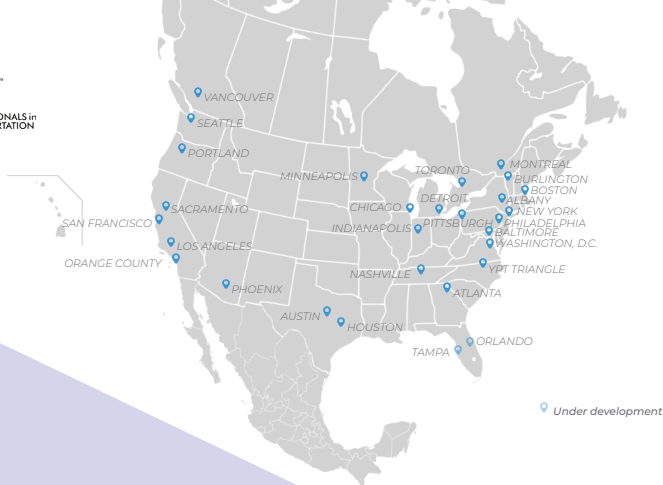 ONALS in
RTATION
VANCOUVER
SEATTLE
PORTLAND
MINNEAPOLIS
TORONTO
MONTREAL
BURLINGTON
BOSTON
ALBANY
DETROIT
CHICAGO
NEW YORK
SACRAMENTO
SAN FRANCISCO
INDIANAPOLIS
PITTSBURGH
PHILADELPHIA
BALTIMORE
WASHINGTON, D.C.
LOS ANGELES
ORANGE COUNTY
NASHVILLE
YPT TRIANGLE
PHOENIX
ATLANTA
AUSTIN
HOUSTON
ORLANDO
TAMPA
Under development